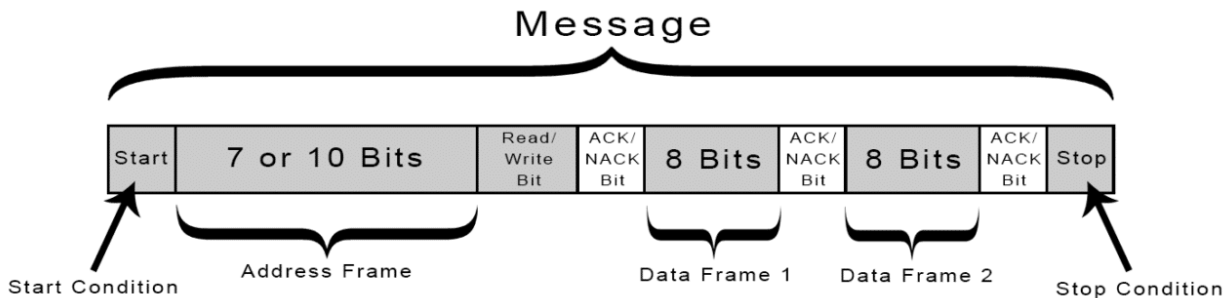 Message
Start
7 or 10 Bits
Read/
Write
Bit
ACK/
NACK
Bit
8 Bits
ACK/
NACK
Bit
8 Bits
ACK/
NACK
Bit
Stop
Start Condition
Address Frame
Data Frame 1
Data Frame 2
Stop Condition